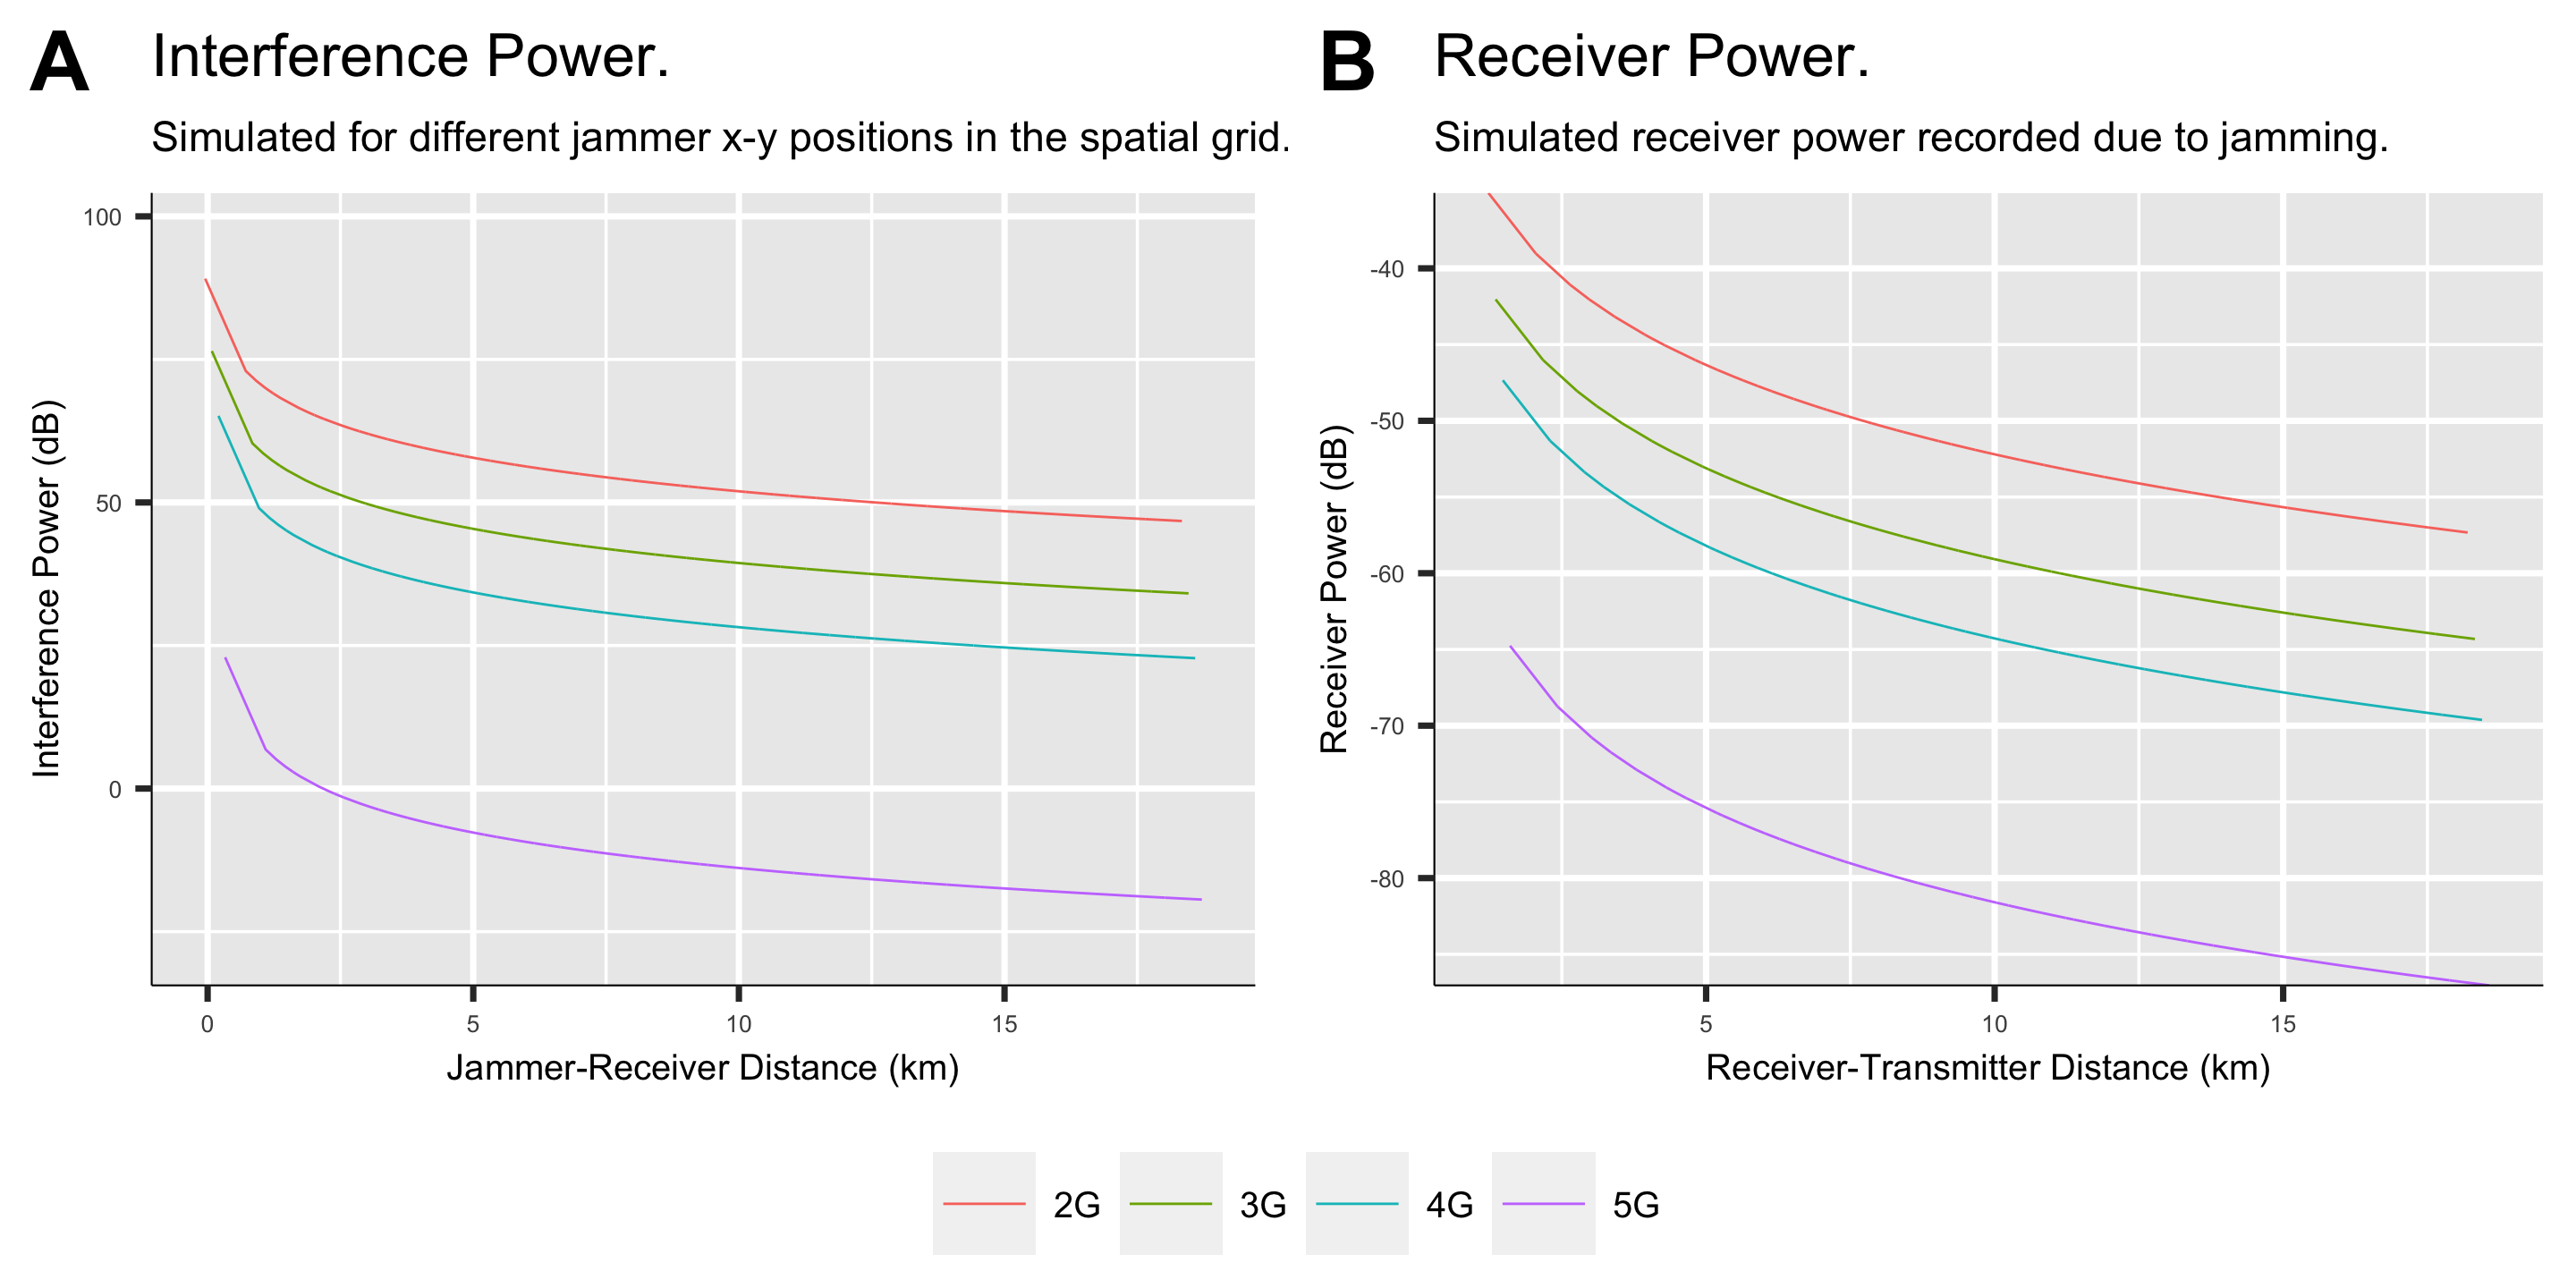 A Interference Power.
Simulated for different jammer x-y positions in the spatial grid.
100
50
0
Interference Power (dB)
0 5 10 15
Jammer-Receiver Distance (km)
B Receiver Power.
Simulated receiver power recorded due to jamming.
-40
-50
-60
-70
-80
Receiver Power (dB)
5 10 15
Receiver-Transmitter Distance (km)
2G 3G 4G 5G